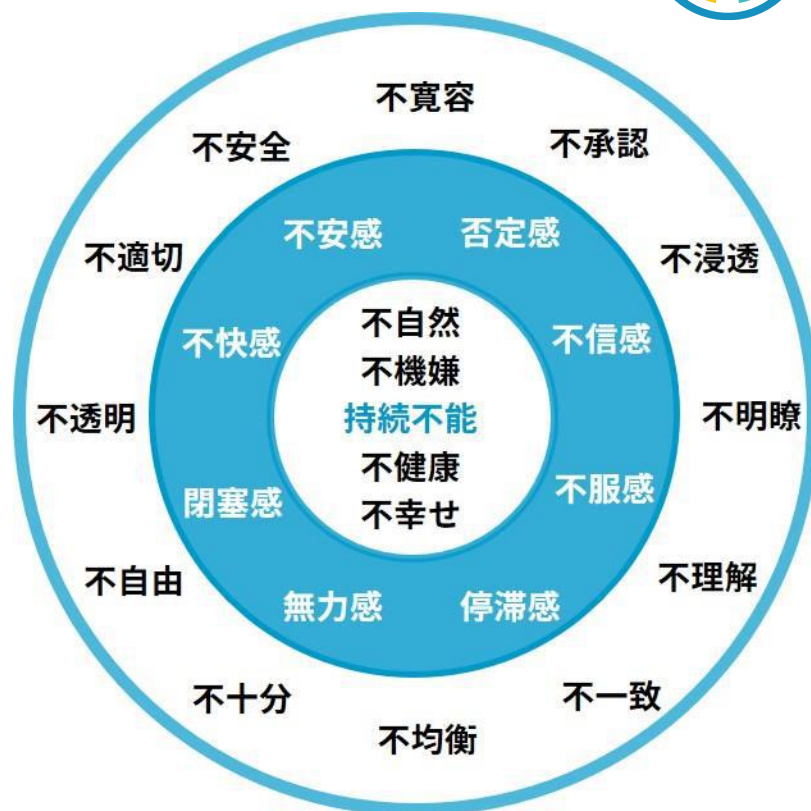 不寛容
不承認
不浸透
不明瞭
不理解
不一致
不均衡
不十分
不自由
不透明
不適切
不安全
不安感
否定感
不信感
不服感
停滞感
無力感
閉塞感
不快感
不自然
不機嫌
持続不能
不健康
不幸せ